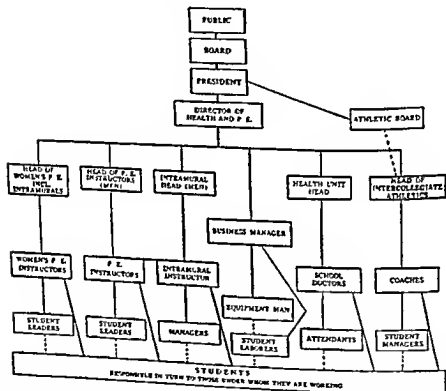 PUBLIC
BOARD
PRESIDENT
DIRECTOR OF
HEALTH AND P. E.
ATHLETIC BOARD
HEAD OF
WOMEN'S P. E.
INCL.
INTRAMURALS
HEAD OF P. E.
INSTRUCTORS
(MEN)
INTRAMURAL
HEAD (MEN)
HEALTH UNIT
HEAD
HEAD OF
INTERCOLLEGIATE
ATHLETICS
BUSINESS MANAGER
WOMEN'S P. E.
INSTRUCTORS
P. E.
INSTRUCTORS
INTRAMURAL
INSTRUCTOR
SCHOOL
DOCTORS
COACHES
EQUIPMENT MAN
STUDENT
LEADERS
STUDENT
LEADERS
MANAGERS
STUDENT
LABORERS
ATTENDANTS
STUDENT
MANAGERS
STUDENTS
RESPONSIBLE IN TURN TO THOSE UNDER WHOM THEY ARE WORKING